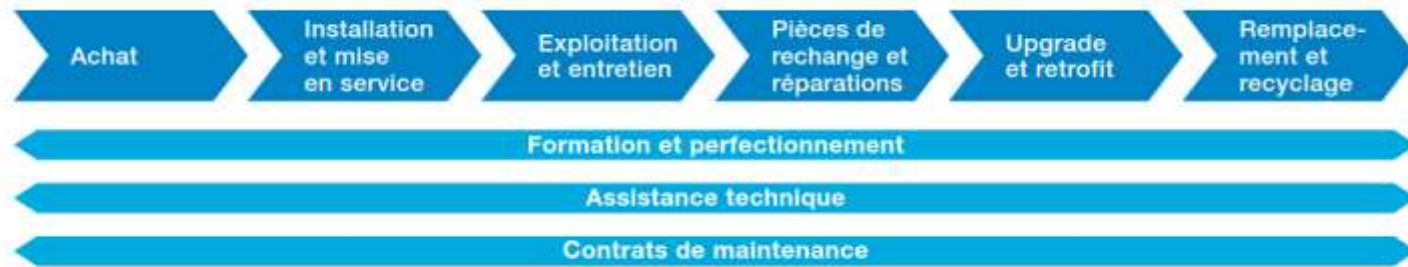 Achat
Installation
et mise
en service
Exploitation
et entretien
Pièces de
rechange et
réparations
Upgrade
et retrofit
Remplace-
ment et
recyclage
Formation et perfectionnement
Assistance technique
Contrats de maintenance